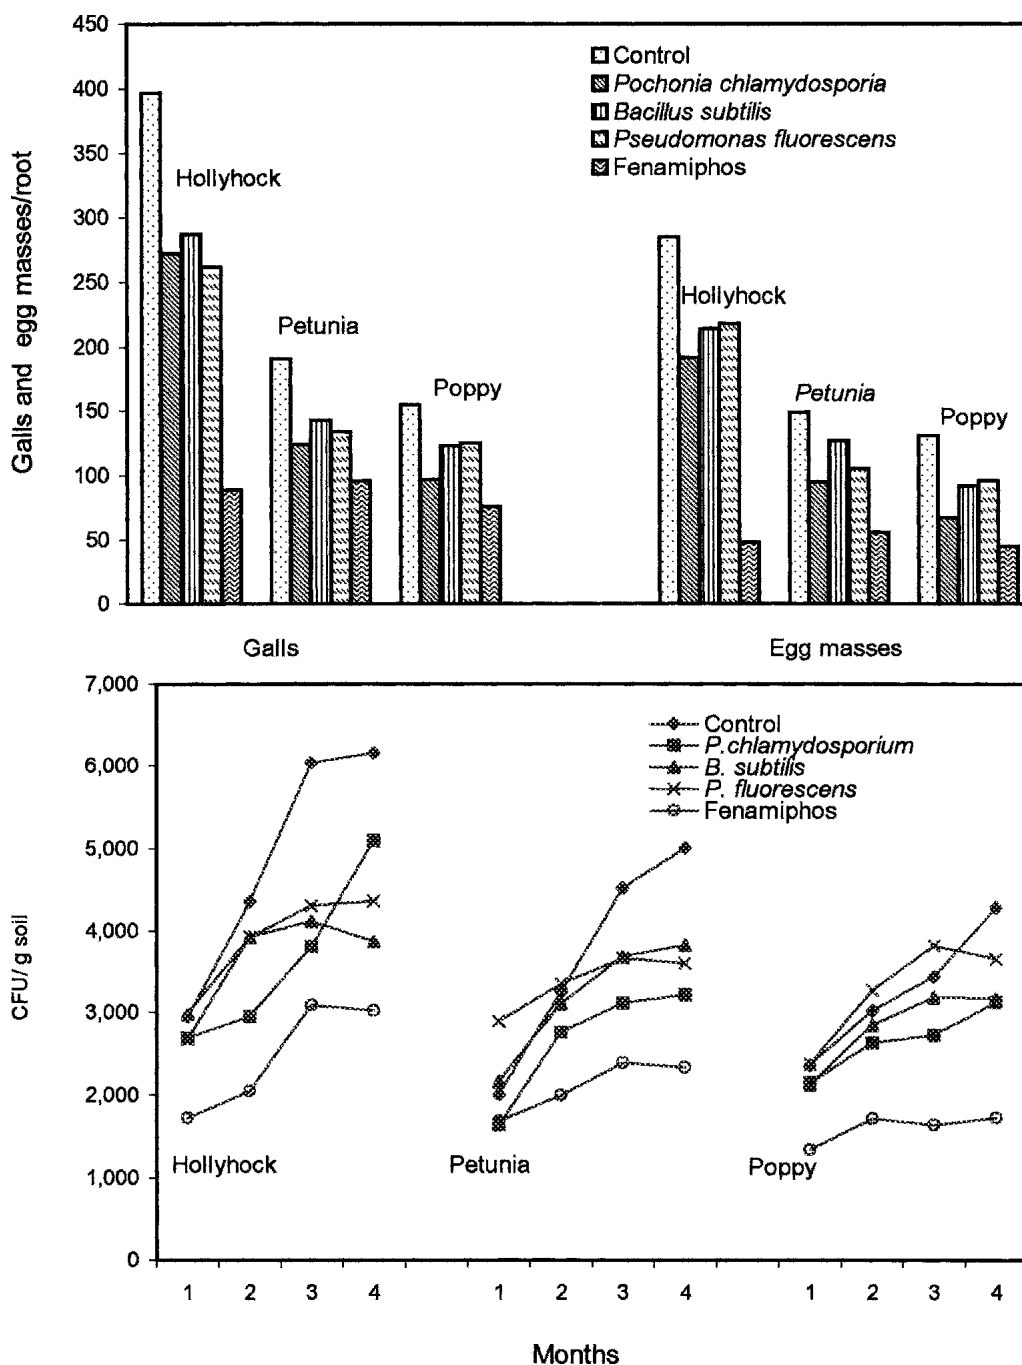 450
400
350
300
250
200
150
100
50
0
Galls and egg masses/root
Control
Pochonia chlamydosporia
Bacillus subtilis
Pseudomonas fluorescens
Fenamiphos
Hollyhock
Petunia
Poppy
Hollyhock
Petunia
Poppy
Galls
Egg masses
7,000
6,000
5,000
4,000
3,000
2,000
1,000
0
CFU/ g soil
Control
P.chlamydosporium
B. subtilis
P. fluorescens
Fenamiphos
Hollyhock
Petunia
Poppy
1 2 3 4 1 2 3 4 1 2 3 4
Months